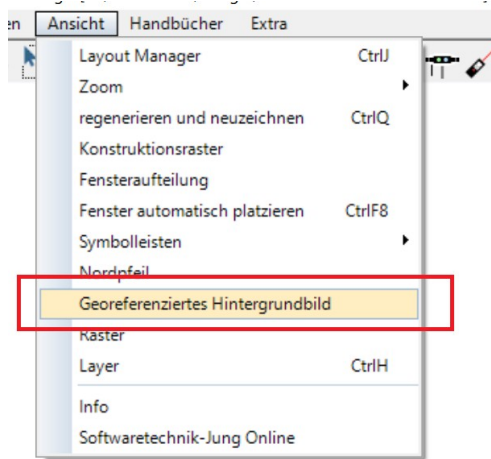 en Ansicht Handbücher Extra
Layout Manager CtrlJ
Zoom
regenerieren und neuzeichnen CtrlQ
Konstruktionsraster
Fensteraufteilung
Fenster automatisch platzieren CtrlF8
Symbolleisten
Nordpfeil
Georeferenziertes Hintergrundbild
Raster
Layer CtrlH
Info
Softwaretechnik-Jung Online